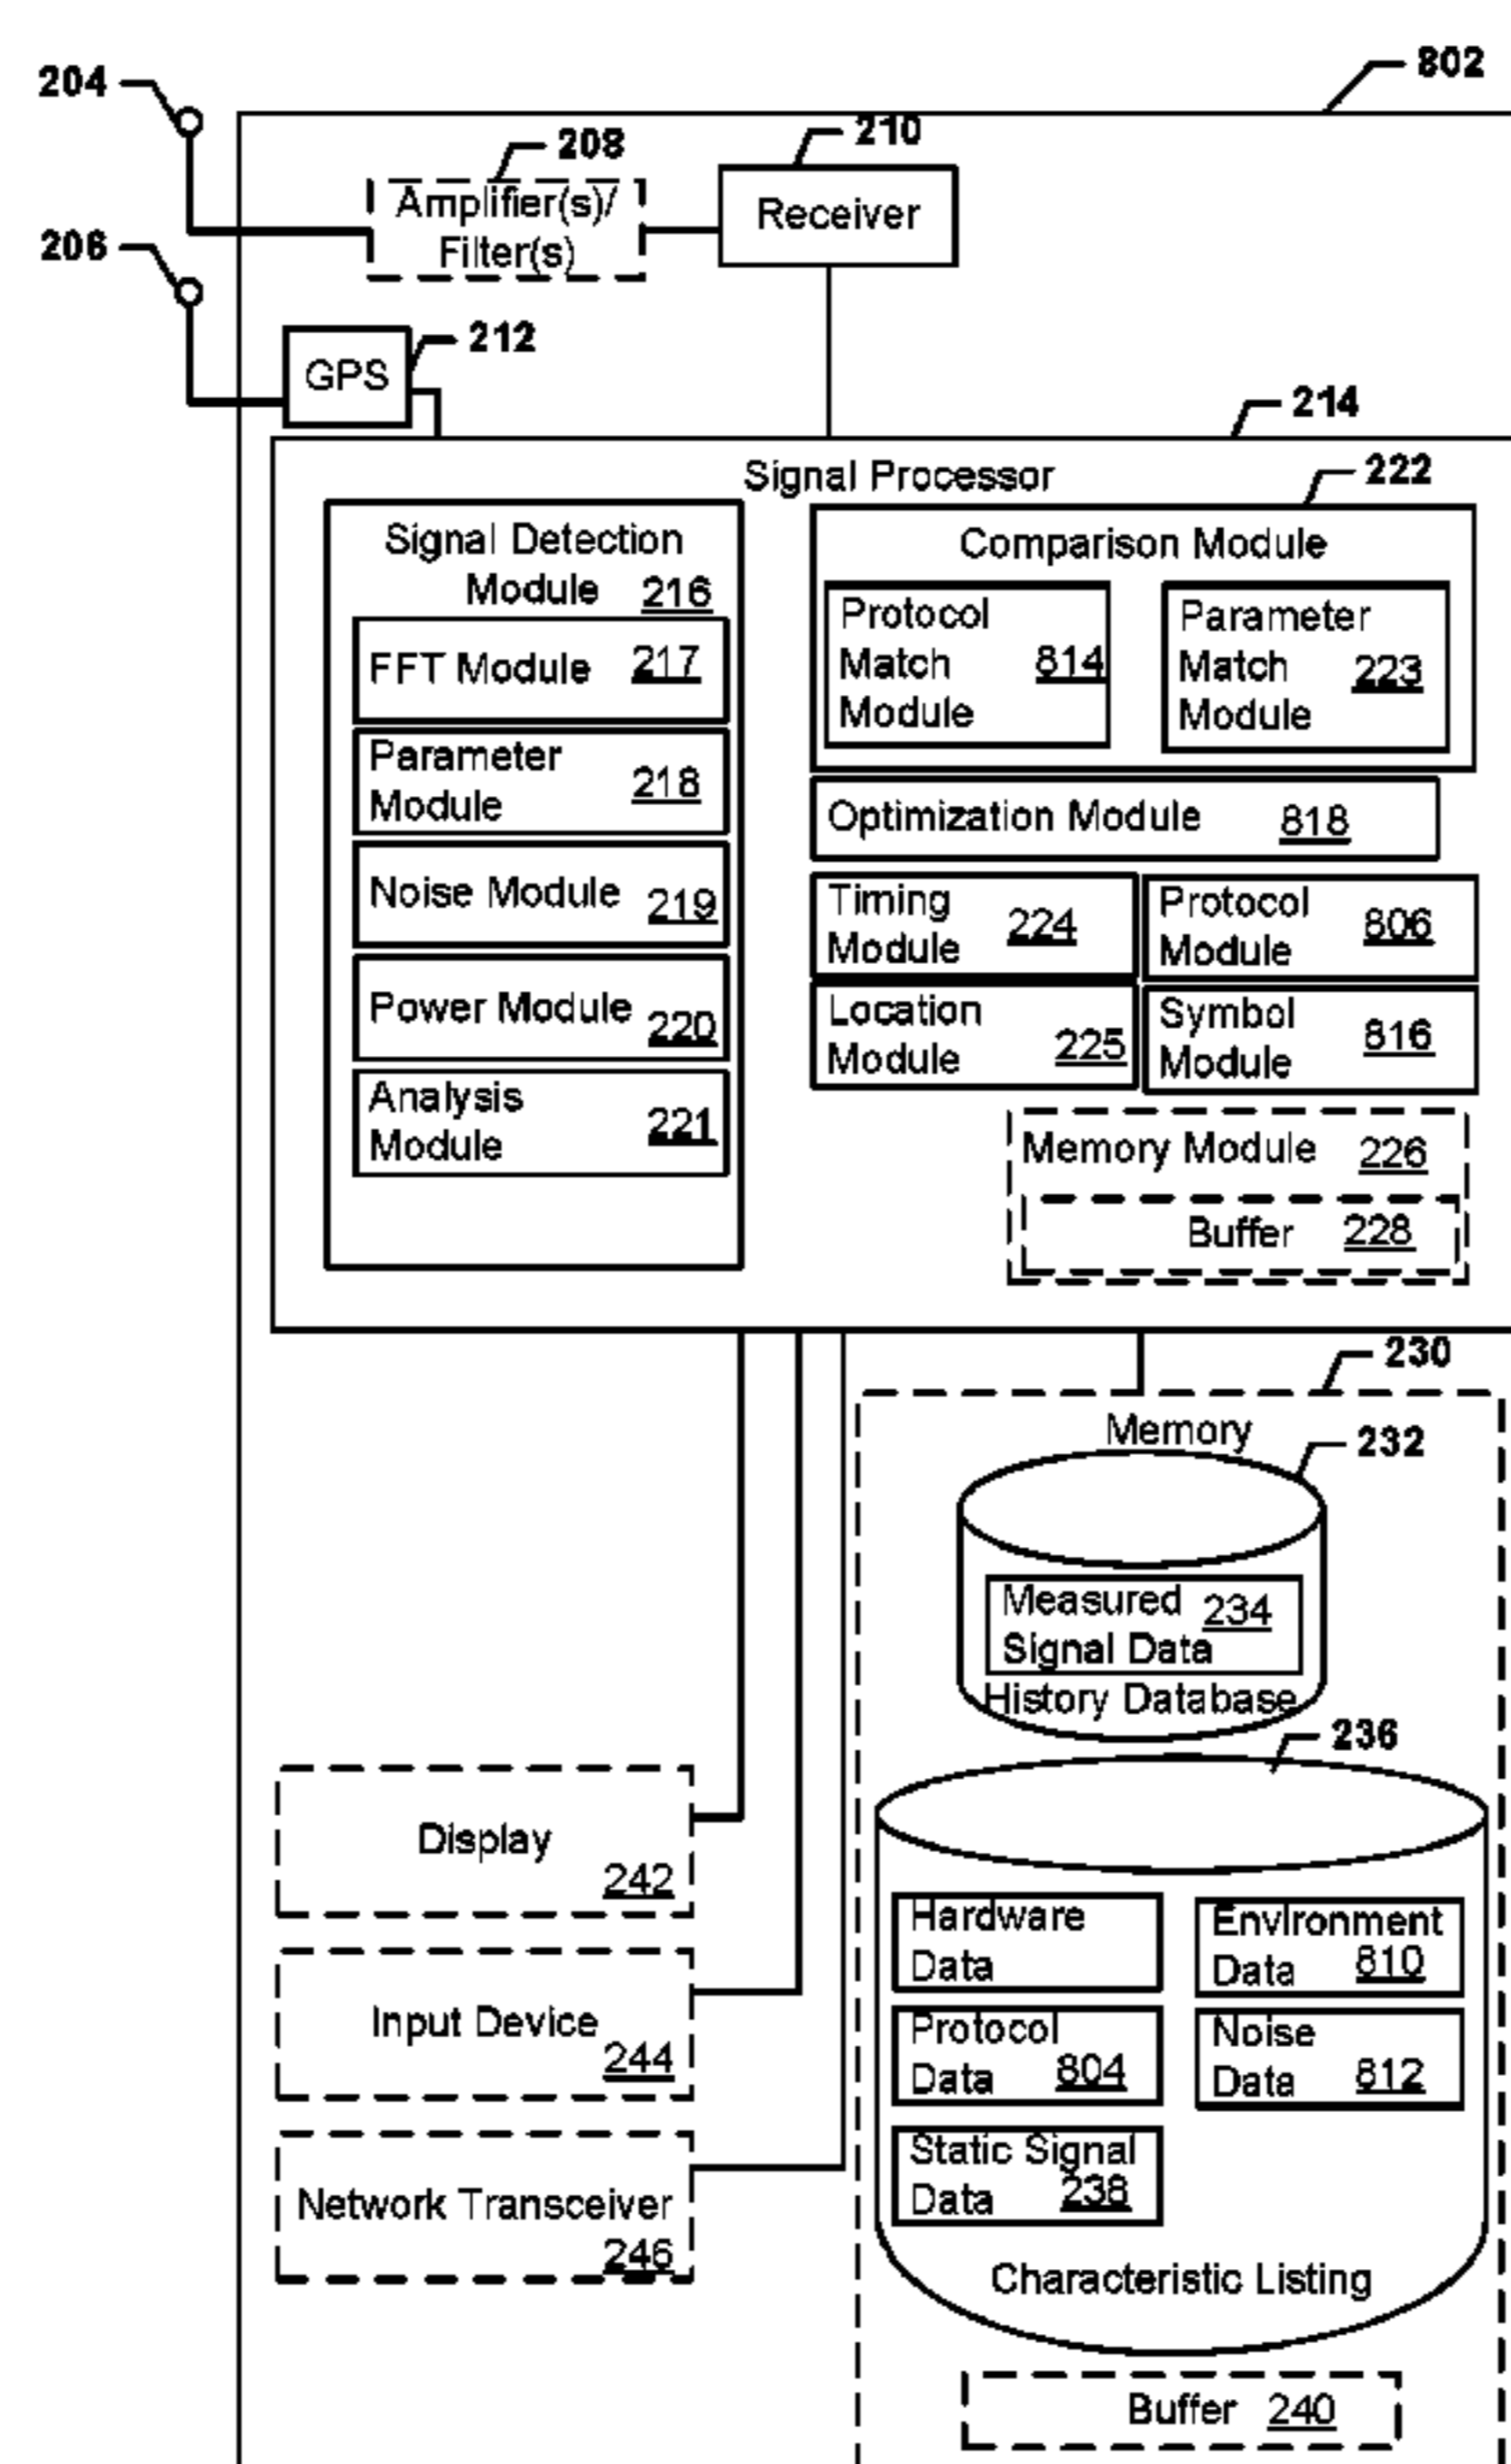 802
204
208
210
Amplifier(s)/
Filter(s)
Receiver
206
212
GPS
214
Signal Processor
222
Signal Detection
Module 216
FFT Module 217
Parameter
Module 218
Noise Module 219
Power Module 220
Analysis
Module 221
Comparison Module
Protocol
Match 814
Module
Parameter
Match 223
Module
Optimization Module 818
Timing
Module 224
Protocol
Module 806
Location
Module 225
Symbol
Module 816
Memory Module 226
Buffer 228
230
Memory
232
Measured 234
Signal Data
History Database
236
Display
242
Input Device
244
Network Transceiver
246
Hardware
Data
Environment
Data 810
Protocol
Data 804
Noise
Data 812
Static Signal
Data 238
Characteristic Listing
Buffer 240